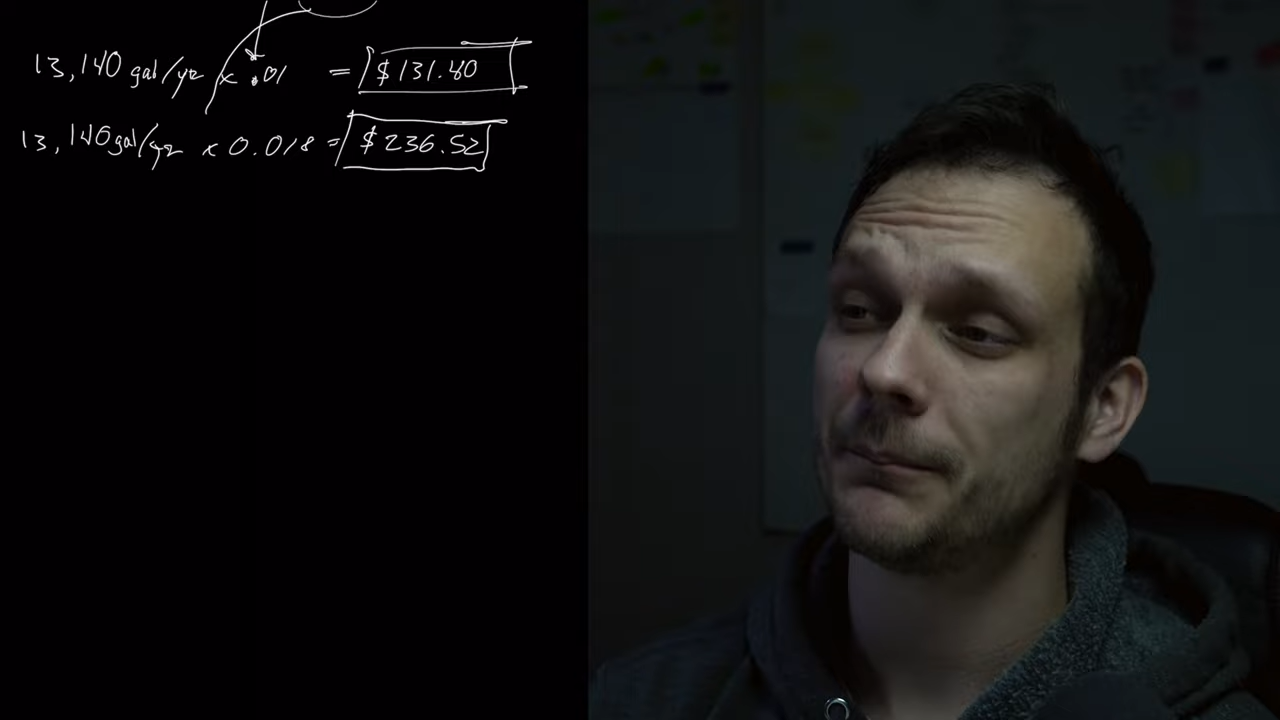 13,140 gal/yr x .01 = $131.40
13,140 gal/yr x 0.018 = $236.52